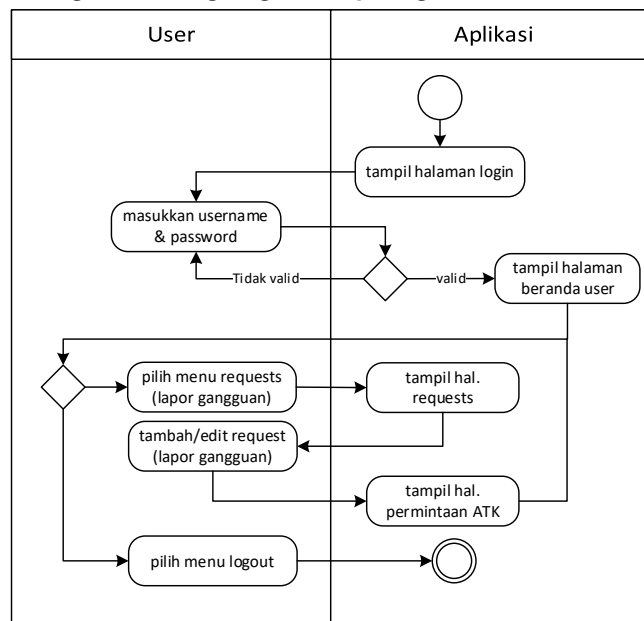 User
Aplikasi
tampil halaman login
masukkan username
& password
Tidak valid
valid
tampil halaman
beranda user
pilih menu requests
(lapor gangguan)
tampil hal.
requests
tambah/edit request
(lapor gangguan)
tampil hal.
permintaan ATK
pilih menu logout